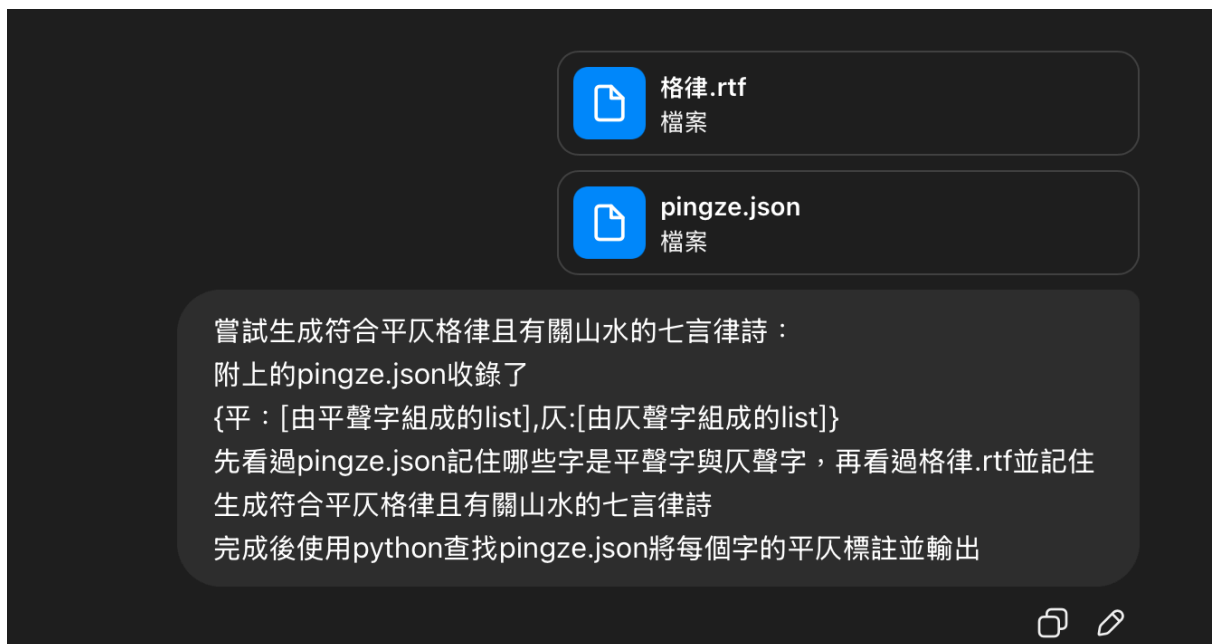 格律.rtf
檔案
pingze.json
檔案
嘗試生成符合平仄格律且有關山水的七言律詩：
附上的pingze.json收錄了
{平：[由平聲字組成的list],仄:[由仄聲字組成的list]}
先看過pingze.json記住哪些字是平聲字與仄聲字，再看過格律.rtf並記住
生成符合平仄格律且有關山水的七言律詩
完成後使用python查找pingze.json將每個字的平仄標註並輸出